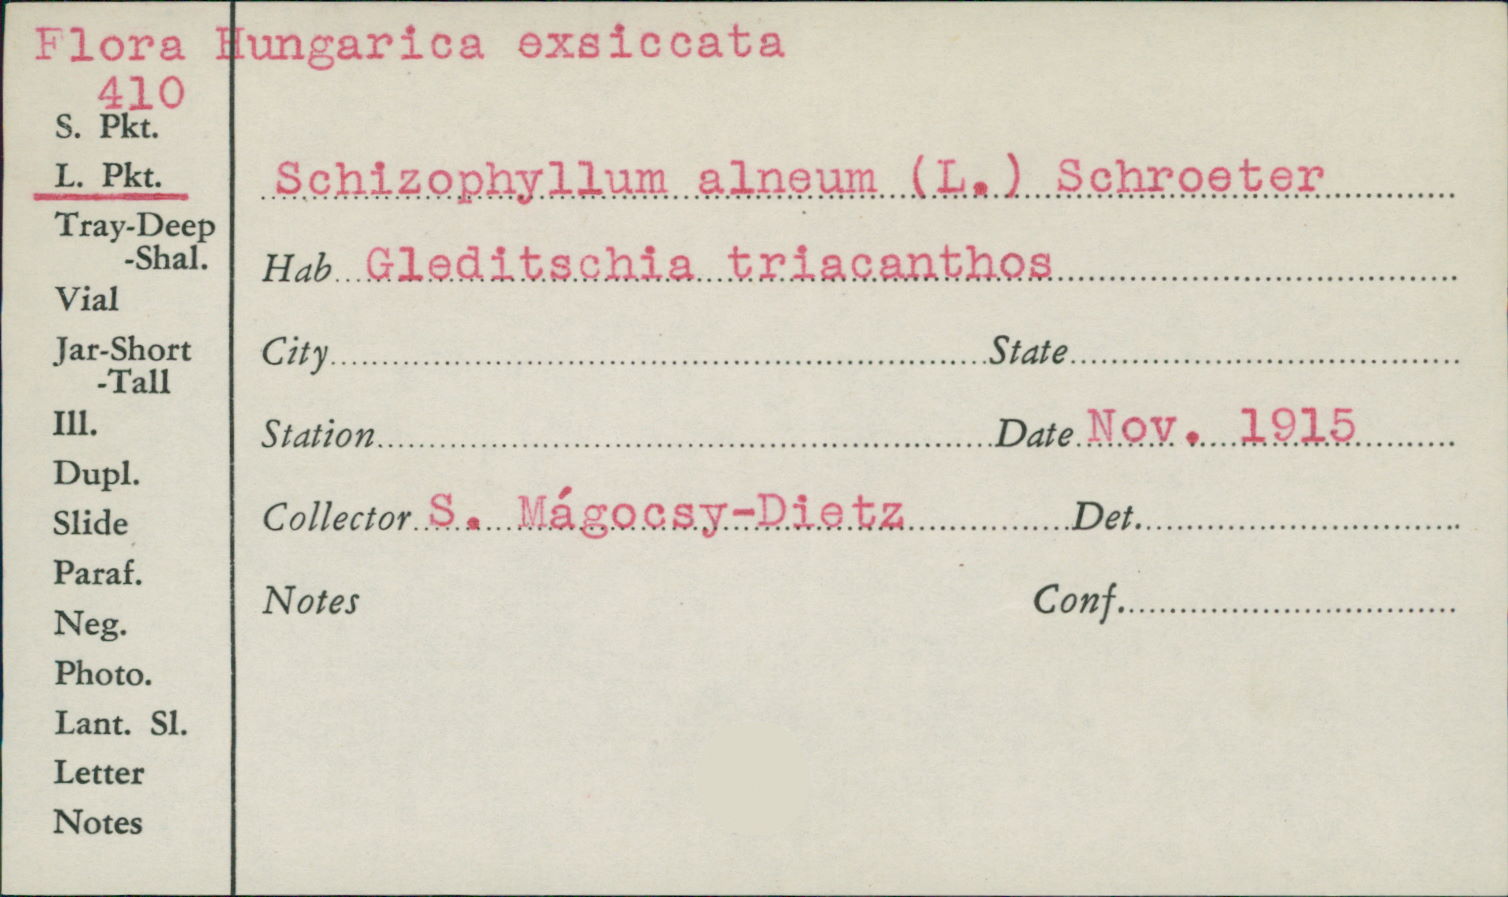 Flora Hungarica exsiccata
410
S. Pkt.
L. Pkt.
Tray-Deep
-Shal.
Vial
Jar-Short
-Tall
Ill.
Dupl.
Slide
Paraf.
Neg.
Photo.
Lant. Sl.
Letter
Notes
Schizophyllum alneum (L.) Schroeter
Hab Gleditschia triacanthos
City State
Station Date Nov. 1915
Collector S. Mágocsy-Dietz Det.
Notes Conf.